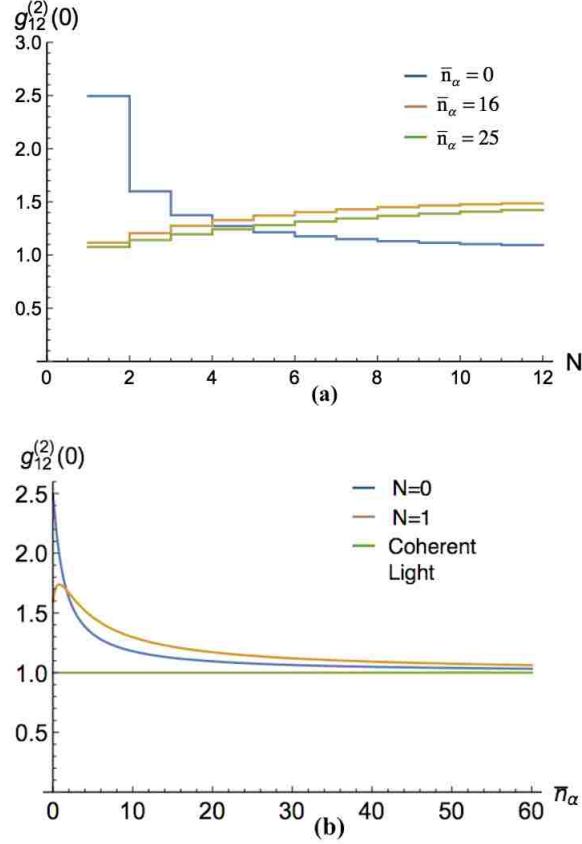 g₁₂⁽²⁾(0)
3.0
2.5
2.0
1.5
1.0
0.5
n̄α = 0
n̄α = 16
n̄α = 25
0 2 4 6 8 10 12 N
(a)
g₁₂⁽²⁾(0)
2.5
2.0
1.5
1.0
0.5
N=0
N=1
Coherent
Light
0 10 20 30 40 50 60 n̄α
(b)